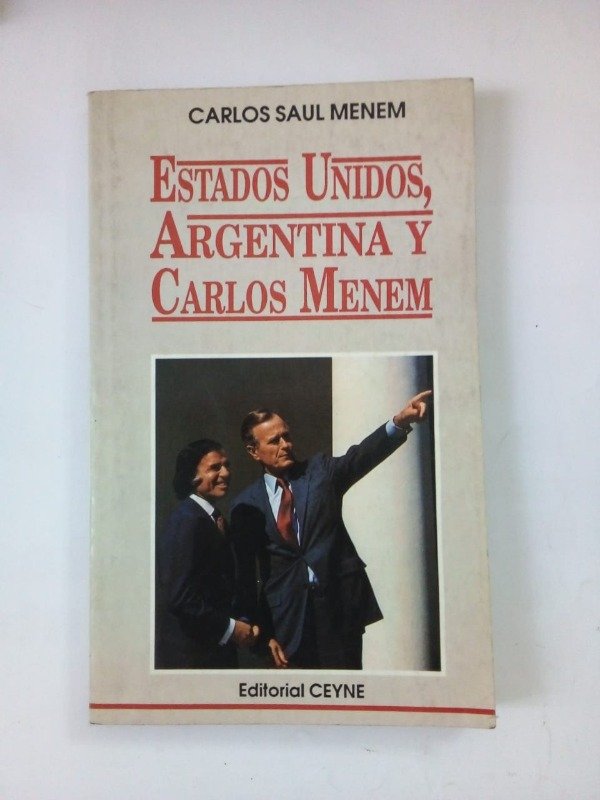 CARLOS SAUL MENEM
ESTADOS UNIDOS,
ARGENTINA Y
CARLOS MENEM
Editorial CEYNE